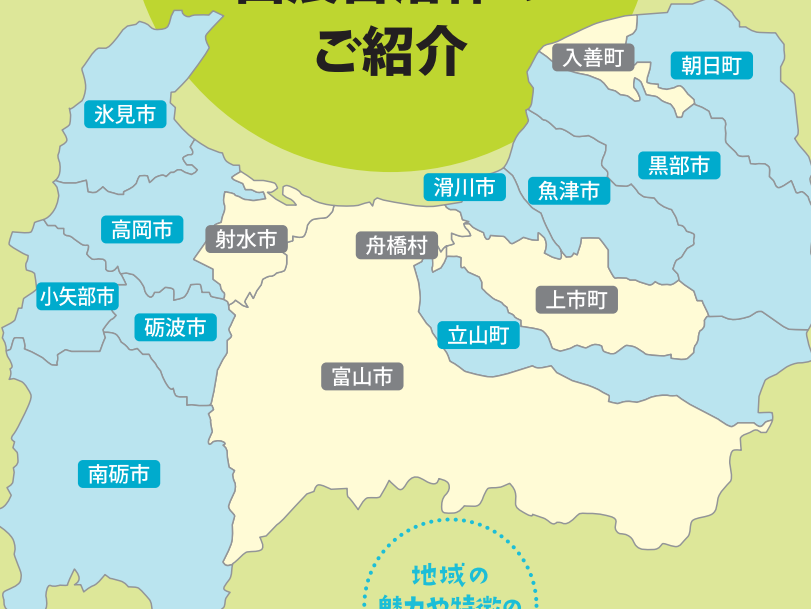 ご紹介
入善町
朝日町
氷見市
黒部市
滑川市
魚津市
高岡市
射水市
舟橋村
小矢部市
上市町
砺波市
立山町
富山市
南砺市
地域の